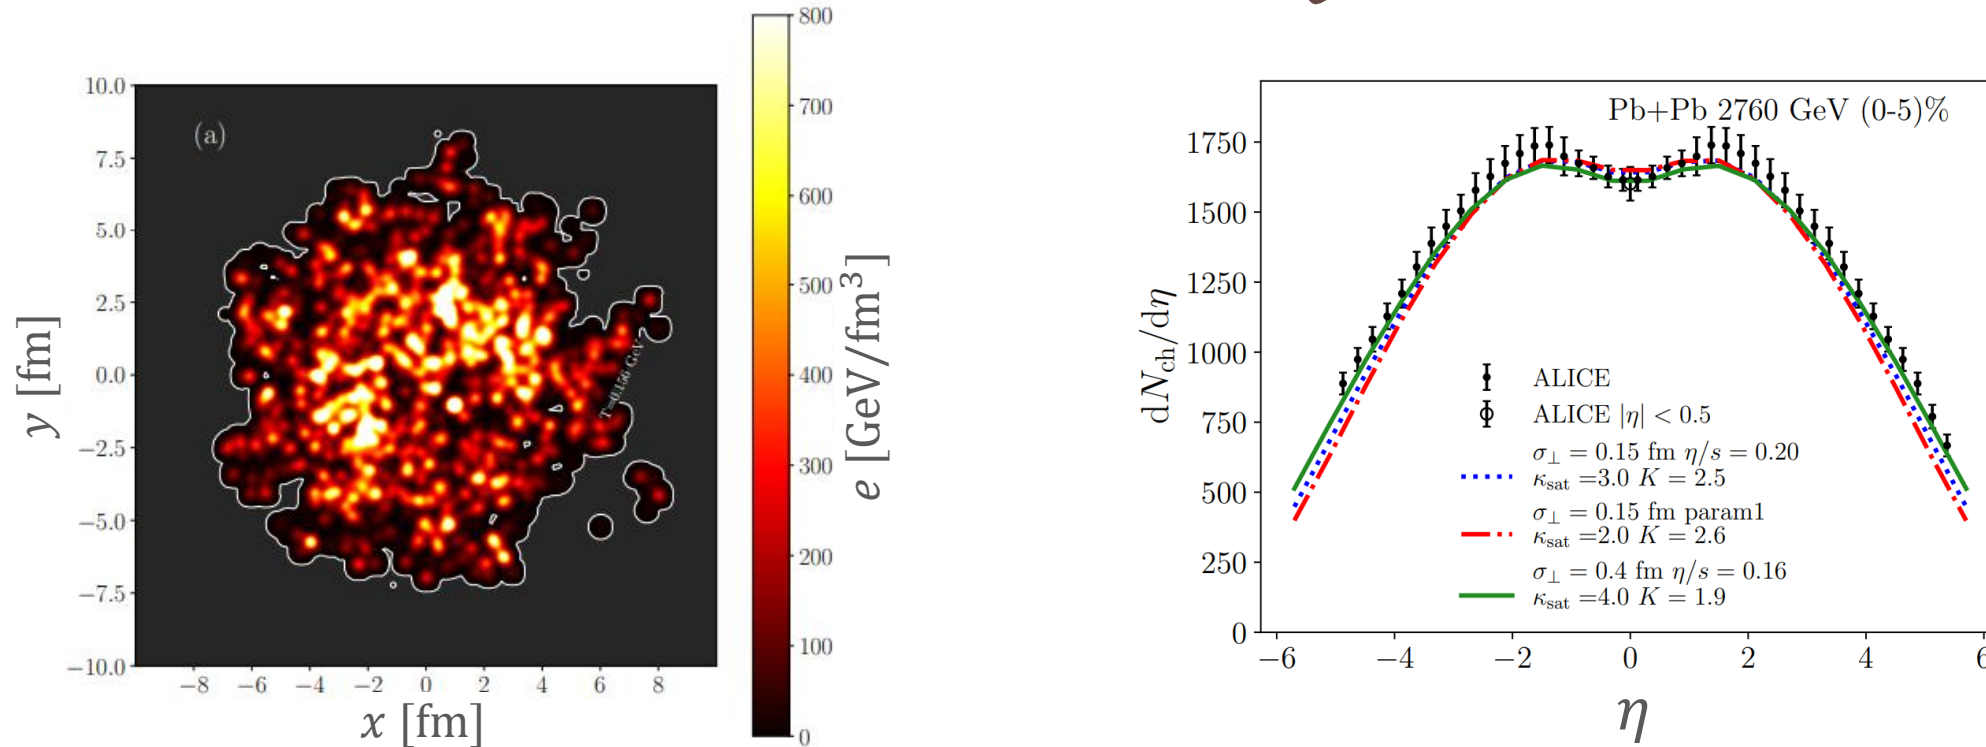 (a)
10.0
7.5
5.0
2.5
0.0
−2.5
−5.0
−7.5
−10.0
−8 −6 −4 −2 0 2 4 6 8
x [fm]
y [fm]
T=0.156 GeV
800
700
600
500
400
300
200
100
0
e [GeV/fm³]
Pb+Pb 2760 GeV (0-5)%
1750
1500
1250
1000
750
500
250
0
dN_ch/dη
ALICE
ALICE |η| < 0.5
σ⊥ = 0.15 fm η/s = 0.20
κ_sat =3.0 K = 2.5
σ⊥ = 0.15 fm param1
κ_sat =2.0 K = 2.6
σ⊥ = 0.4 fm η/s = 0.16
κ_sat =4.0 K = 1.9
−6 −4 −2 0 2 4 6
η